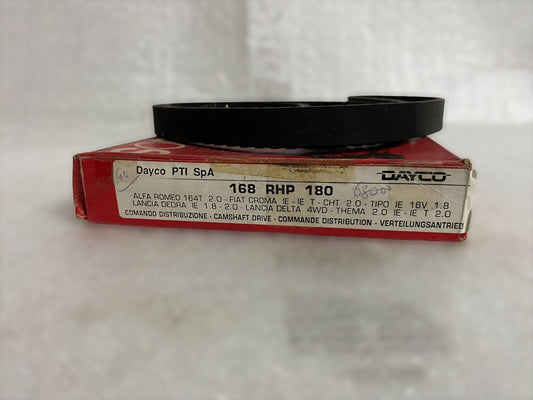 Dayco PTI SpA
DAYCO
168 RHP 180
ALFA ROMEO 164T 2.0 - FIAT CROMA IE - IE T - CHT 2.0 - TIPO IE 16V 1.8
LANCIA DEDRA IE 1.8 - 2.0 - LANCIA DELTA 4WD - THEMA 2.0 IE - IE T 2.0
COMANDO DISTRIBUZIONE - CAMSHAFT DRIVE - COMMANDE DISTRIBUTION - VERTEILUNGSANTRIED